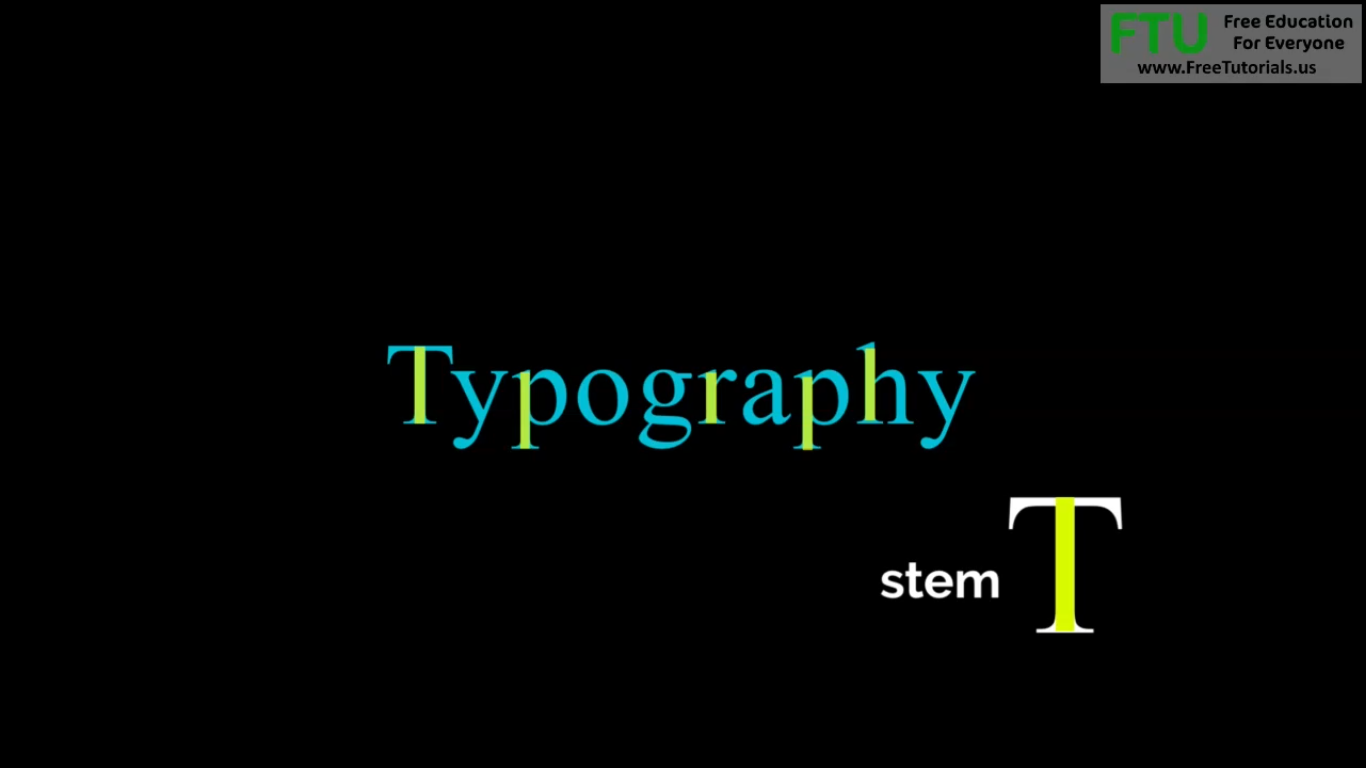 FTU
Free Education
For Everyone
www.FreeTutorials.us
Typography
stem T